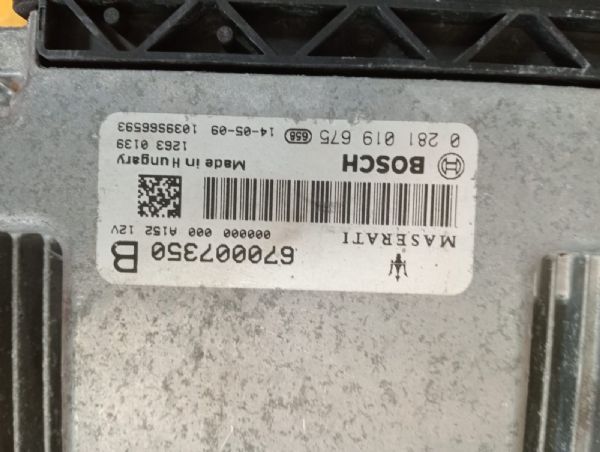 MASERATI
6700007350 B
000000 000 A152 12V
BOSCH
Made in Hungary
0 281 019 675 658 14-05-09 1039S66593
1263 0139